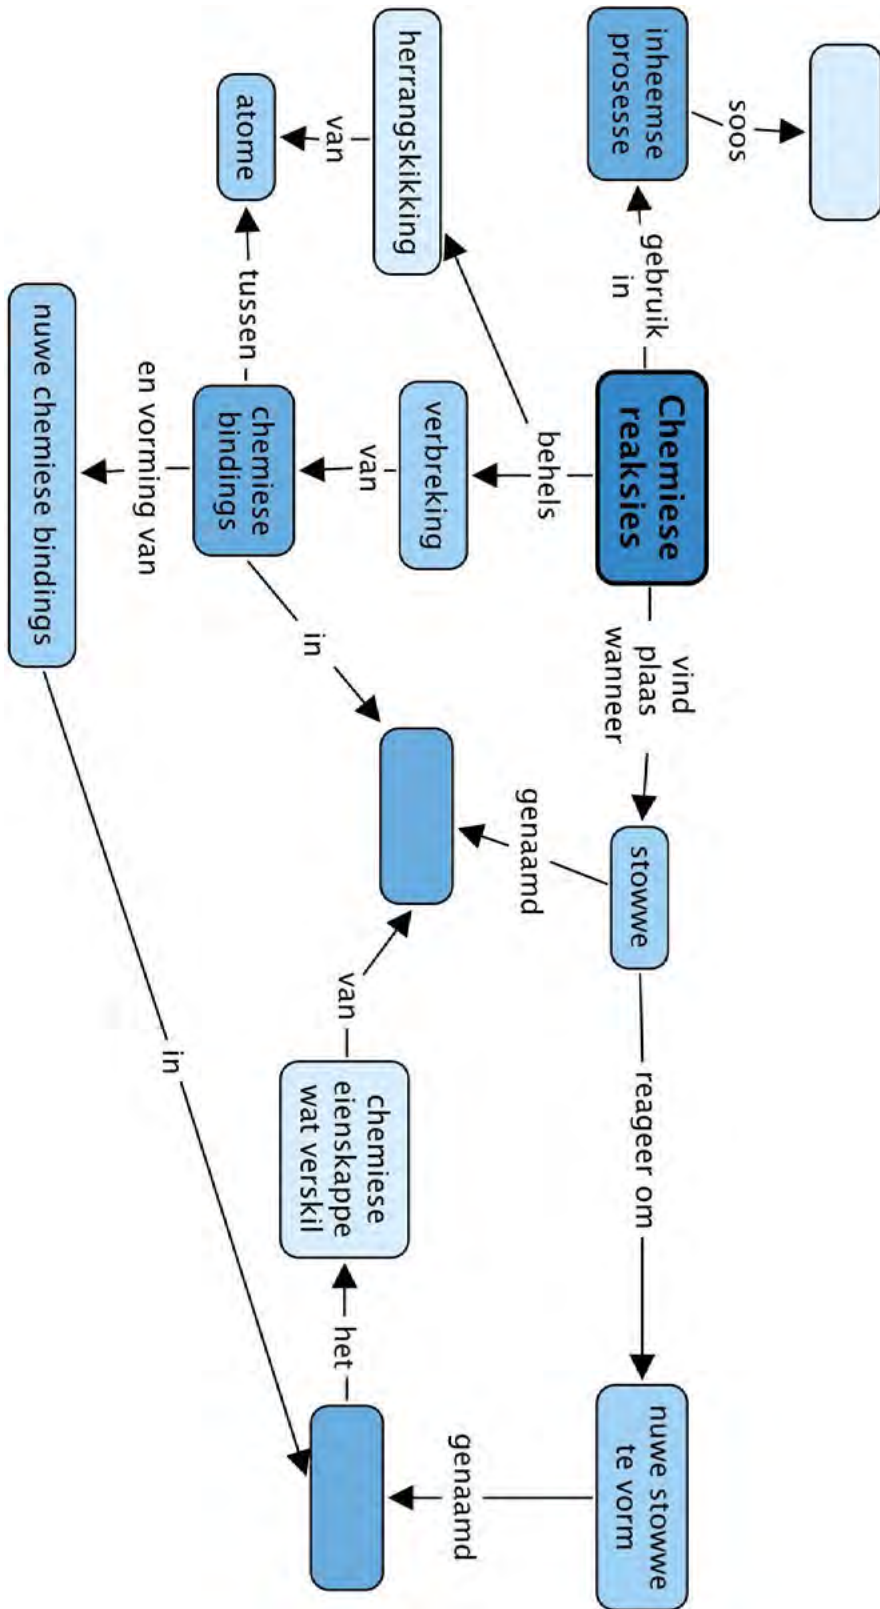 soos
inheemse
prosesse
gebruik
in
Chemiese
reaksies
vind
plaas
wanneer
stowwe
reageer om
nuwe stowwe
te vorm
behels
genaamd
genaamd
herrangskikking
van
atome
verbreking
van
chemiese
bindings
tussen
en vorming van
nuwe chemiese bindings
in
in
van
chemiese
eienskappe
wat verskil
het